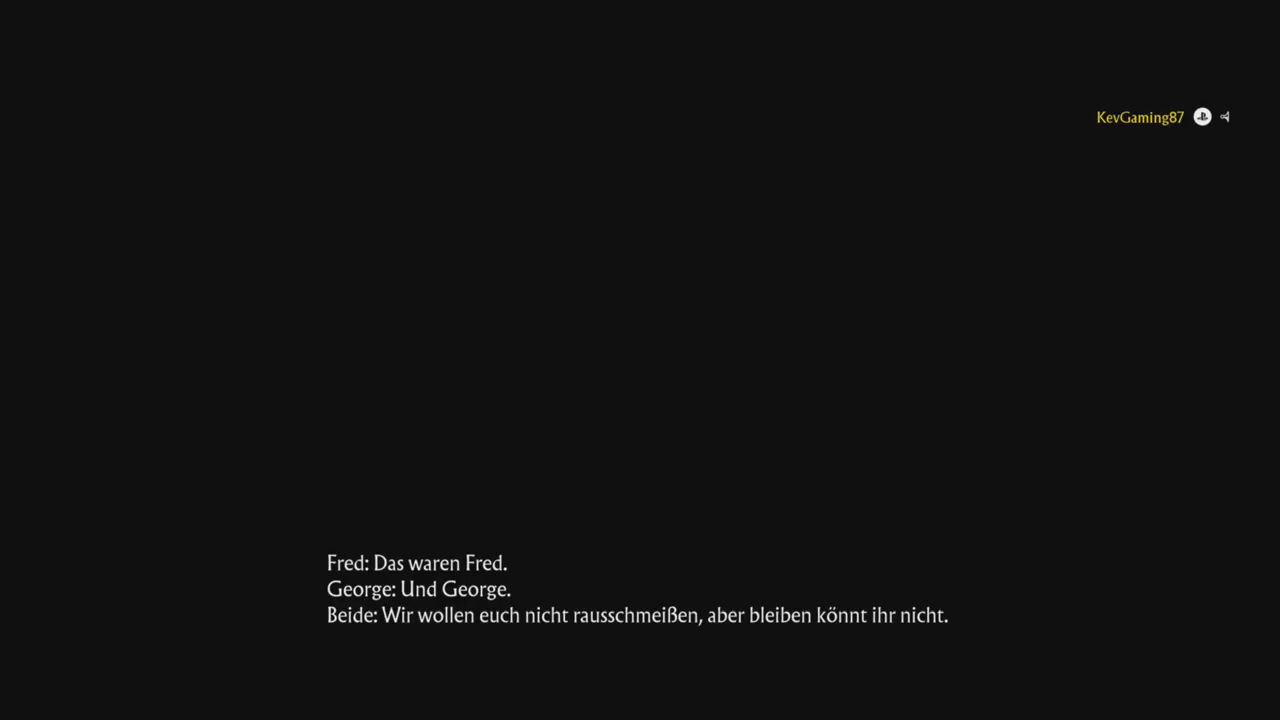 KevGaming87
Fred: Das waren Fred.
George: Und George.
Beide: Wir wollen euch nicht rausschmeißen, aber bleiben könnt ihr nicht.